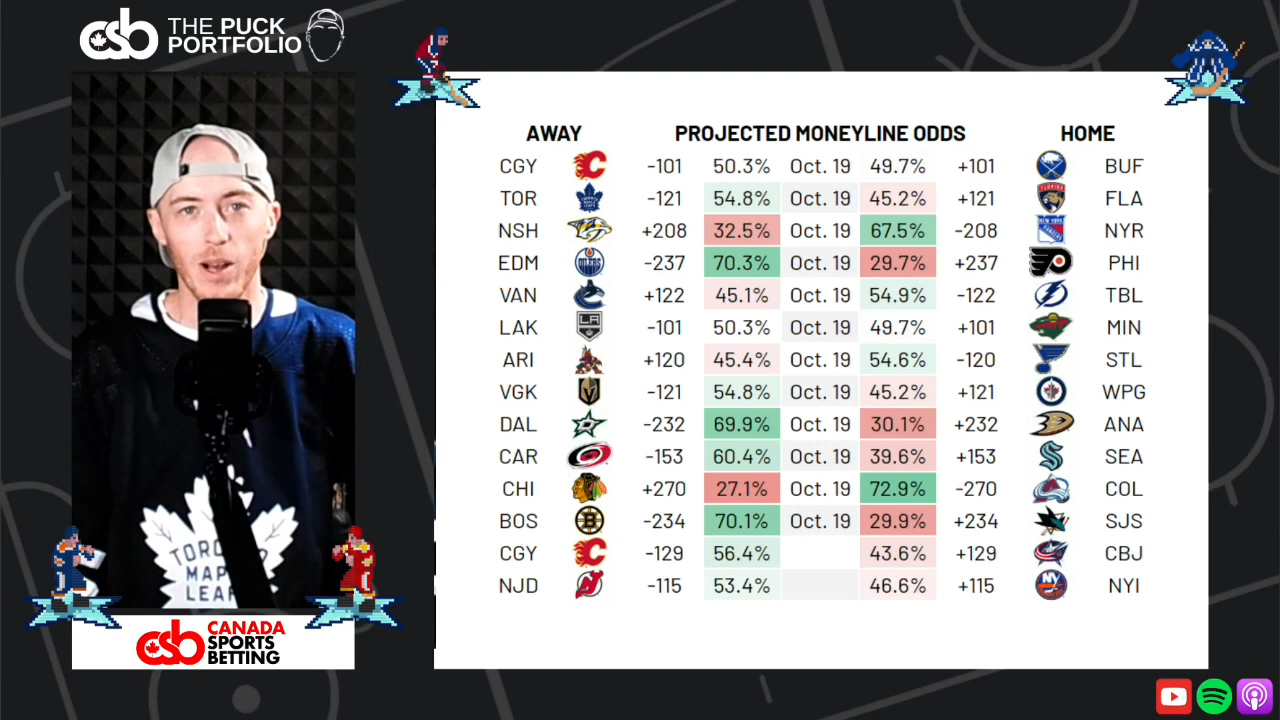 csb THE PUCK
PORTFOLIO
AWAY PROJECTED MONEYLINE ODDS HOME
CGY -101 50.3% Oct. 19 49.7% +101 BUF
TOR -121 54.8% Oct. 19 45.2% +121 FLA
NSH +208 32.5% Oct. 19 67.5% -208 NYR
EDM -237 70.3% Oct. 19 29.7% +237 PHI
VAN +122 45.1% Oct. 19 54.9% -122 TBL
LAK -101 50.3% Oct. 19 49.7% +101 MIN
ARI +120 45.4% Oct. 19 54.6% -120 STL
VGK -121 54.8% Oct. 19 45.2% +121 WPG
DAL -232 69.9% Oct. 19 30.1% +232 ANA
CAR -153 60.4% Oct. 19 39.6% +153 SEA
CHI +270 27.1% Oct. 19 72.9% -270 COL
BOS -234 70.1% Oct. 19 29.9% +234 SJS
CGY -129 56.4% 43.6% +129 CBJ
NJD -115 53.4% 46.6% +115 NYI
TORO
MAP
LEAF
csb CANADA
SPORTS
BETTING